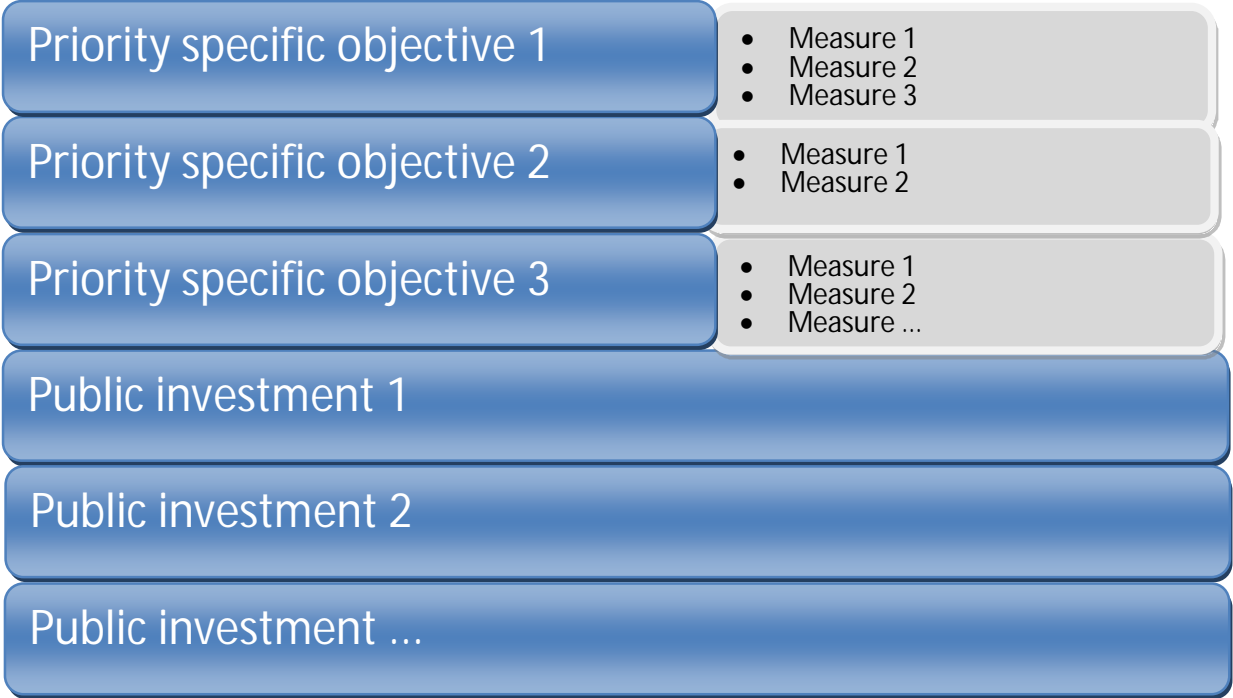 Priority specific objective 1
• Measure 1
• Measure 2
• Measure 3
Priority specific objective 2
• Measure 1
• Measure 2
Priority specific objective 3
• Measure 1
• Measure 2
• Measure ...
Public investment 1
Public investment 2
Public investment ...